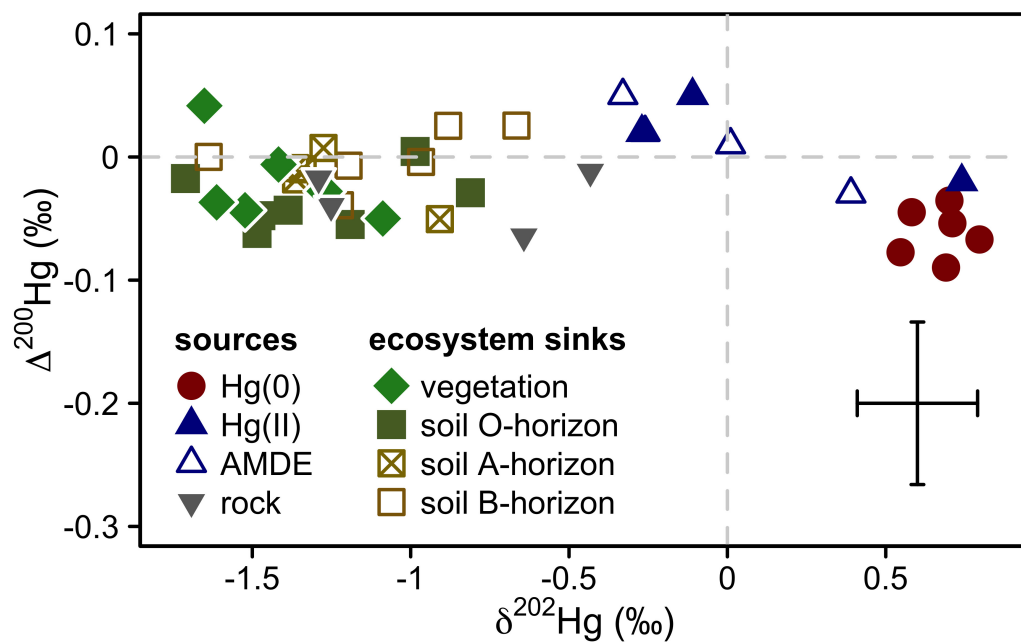 0.1
0
-0.1
-0.2
-0.3
Δ²⁰⁰Hg (‰)
sources
Hg(0)
Hg(II)
AMDE
rock
ecosystem sinks
vegetation
soil O-horizon
soil A-horizon
soil B-horizon
-1.5 -1 -0.5 0 0.5
δ²⁰²Hg (‰)